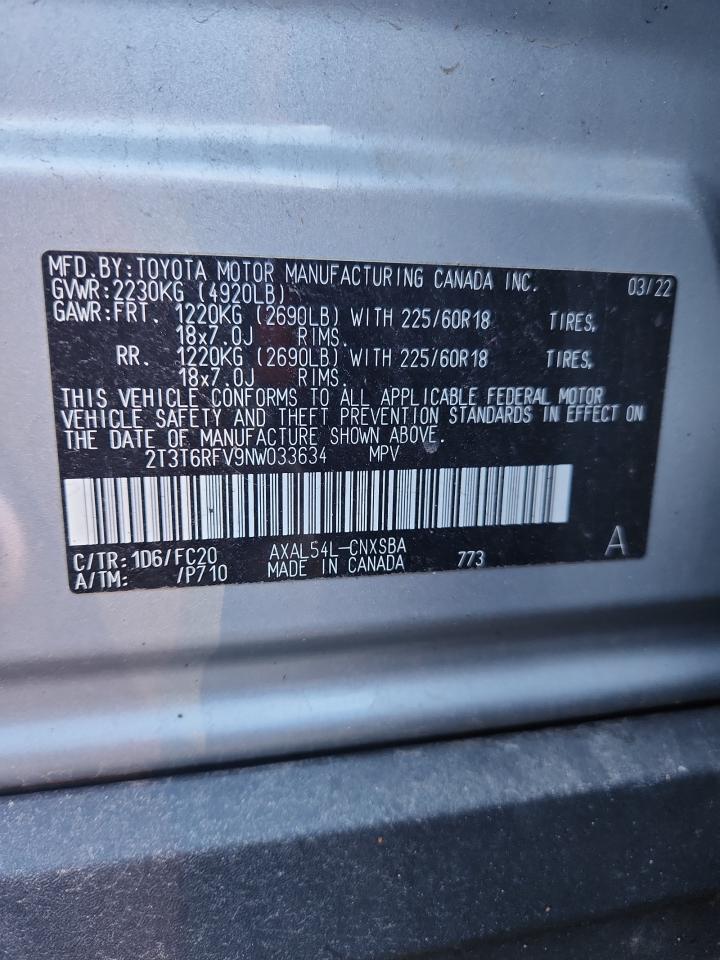 MFD.BY:TOYOTA MOTOR MANUFACTURING CANADA INC. 03/22
GVWR:2230KG (4920LB)
GAWR:FRT. 1220KG (2690LB) WITH 225/60R18 TIRES,
18x7.0J RIMS.
RR. 1220KG (2690LB) WITH 225/60R18 TIRES,
18x7.0J RIMS.
THIS VEHICLE CONFORMS TO ALL APPLICABLE FEDERAL MOTOR
VEHICLE SAFETY AND THEFT PREVENTION STANDARDS IN EFFECT ON
THE DATE OF MANUFACTURE SHOWN ABOVE.
2T3T6RFV9NW033634 MPV
C/TR:1D6/FC20 AXAL54L-CNXSBA A
A/TM: /P710 MADE IN CANADA 773